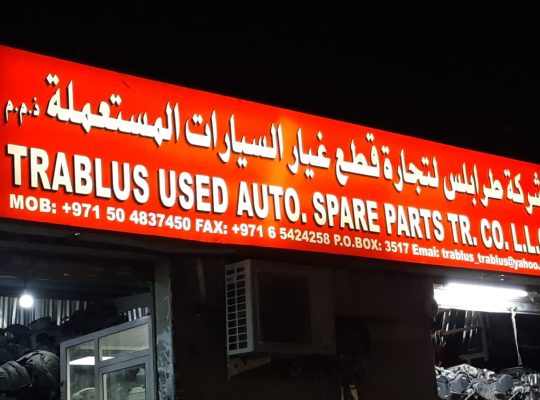 شركة طرابلس لتجارة قطع غيار السيارات المستعملة ذ.م.م
TRABLUS USED AUTO. SPARE PARTS TR. CO. L.L.
MOB: +971 50 4837450 FAX: +971 6 5424258 P.O.BOX: 3517 Emai: trablus_trablus@yahoo.